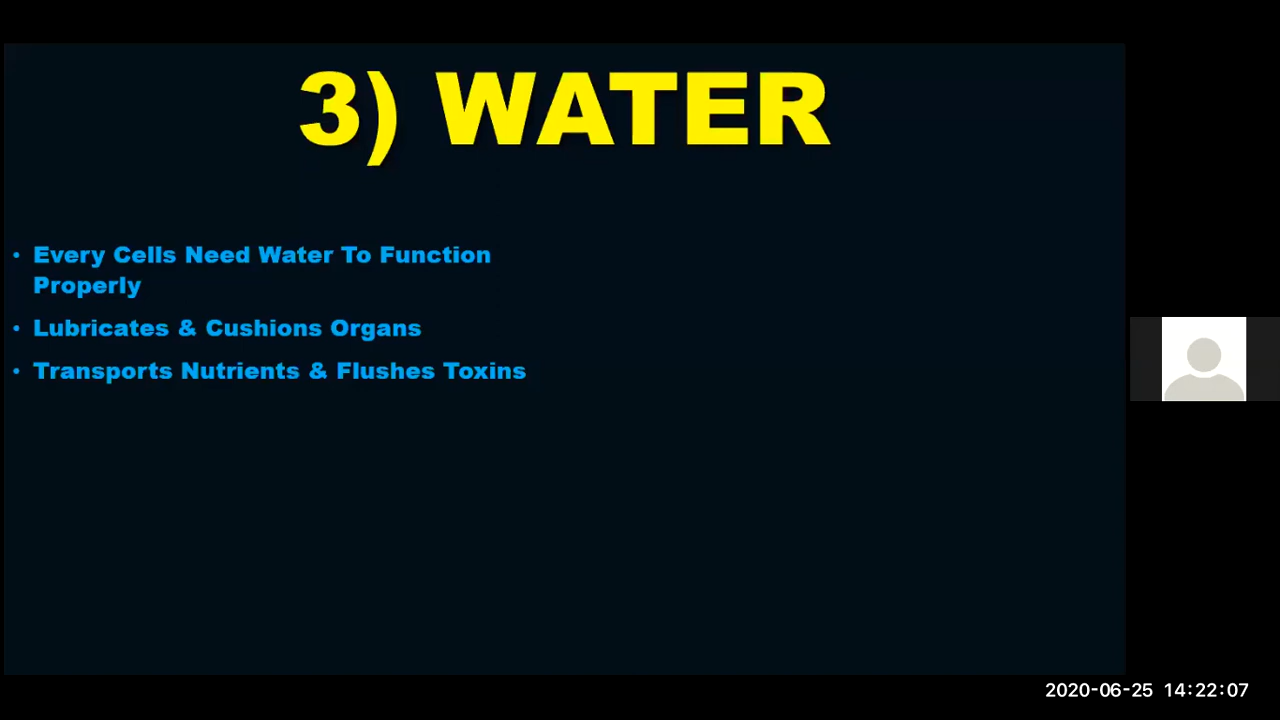 3) WATER
• Every Cells Need Water To Function
Properly
• Lubricates & Cushions Organs
• Transports Nutrients & Flushes Toxins
2020-06-25 14:22:07